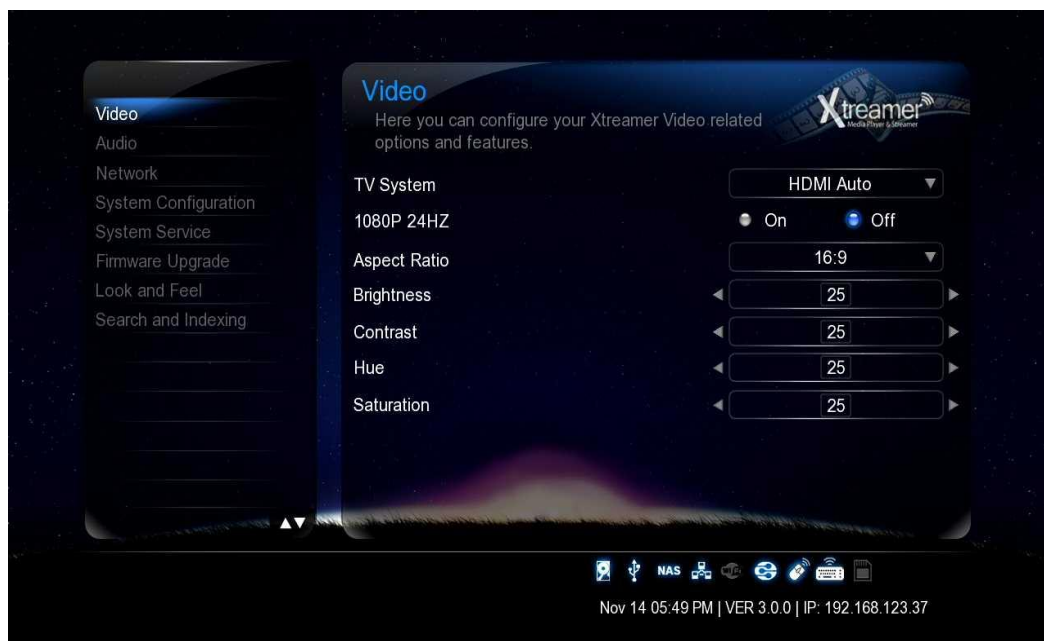 Video
Audio
Network
System Configuration
System Service
Firmware Upgrade
Look and Feel
Search and Indexing
Video
Here you can configure your Xtreamer Video related
options and features.
Xtreamer
Media Player & Streamer
TV System
HDMI Auto
1080P 24HZ
On
Off
Aspect Ratio
16:9
Brightness
25
Contrast
25
Hue
25
Saturation
25
NAS
Nov 14 05:49 PM | VER 3.0.0 | IP: 192.168.123.37